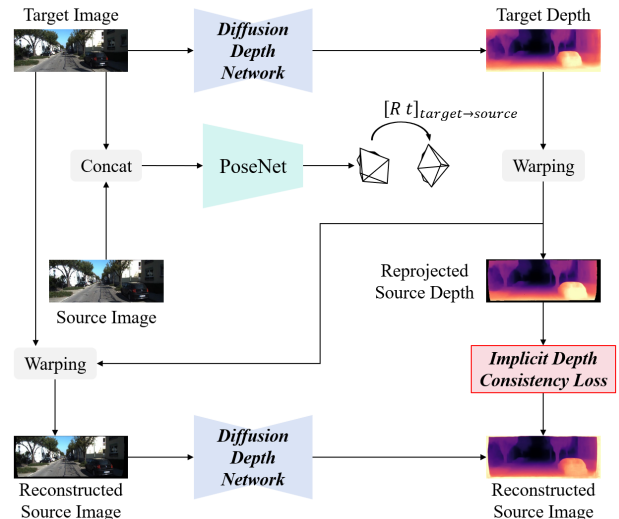 Target Image
Diffusion
Depth
Network
Target Depth
[R t]target→source
Concat
PoseNet
Warping
Reprojected
Source Depth
Source Image
Warping
Implicit Depth
Consistency Loss
Diffusion
Depth
Network
Reconstructed
Source Image
Reconstructed
Source Image